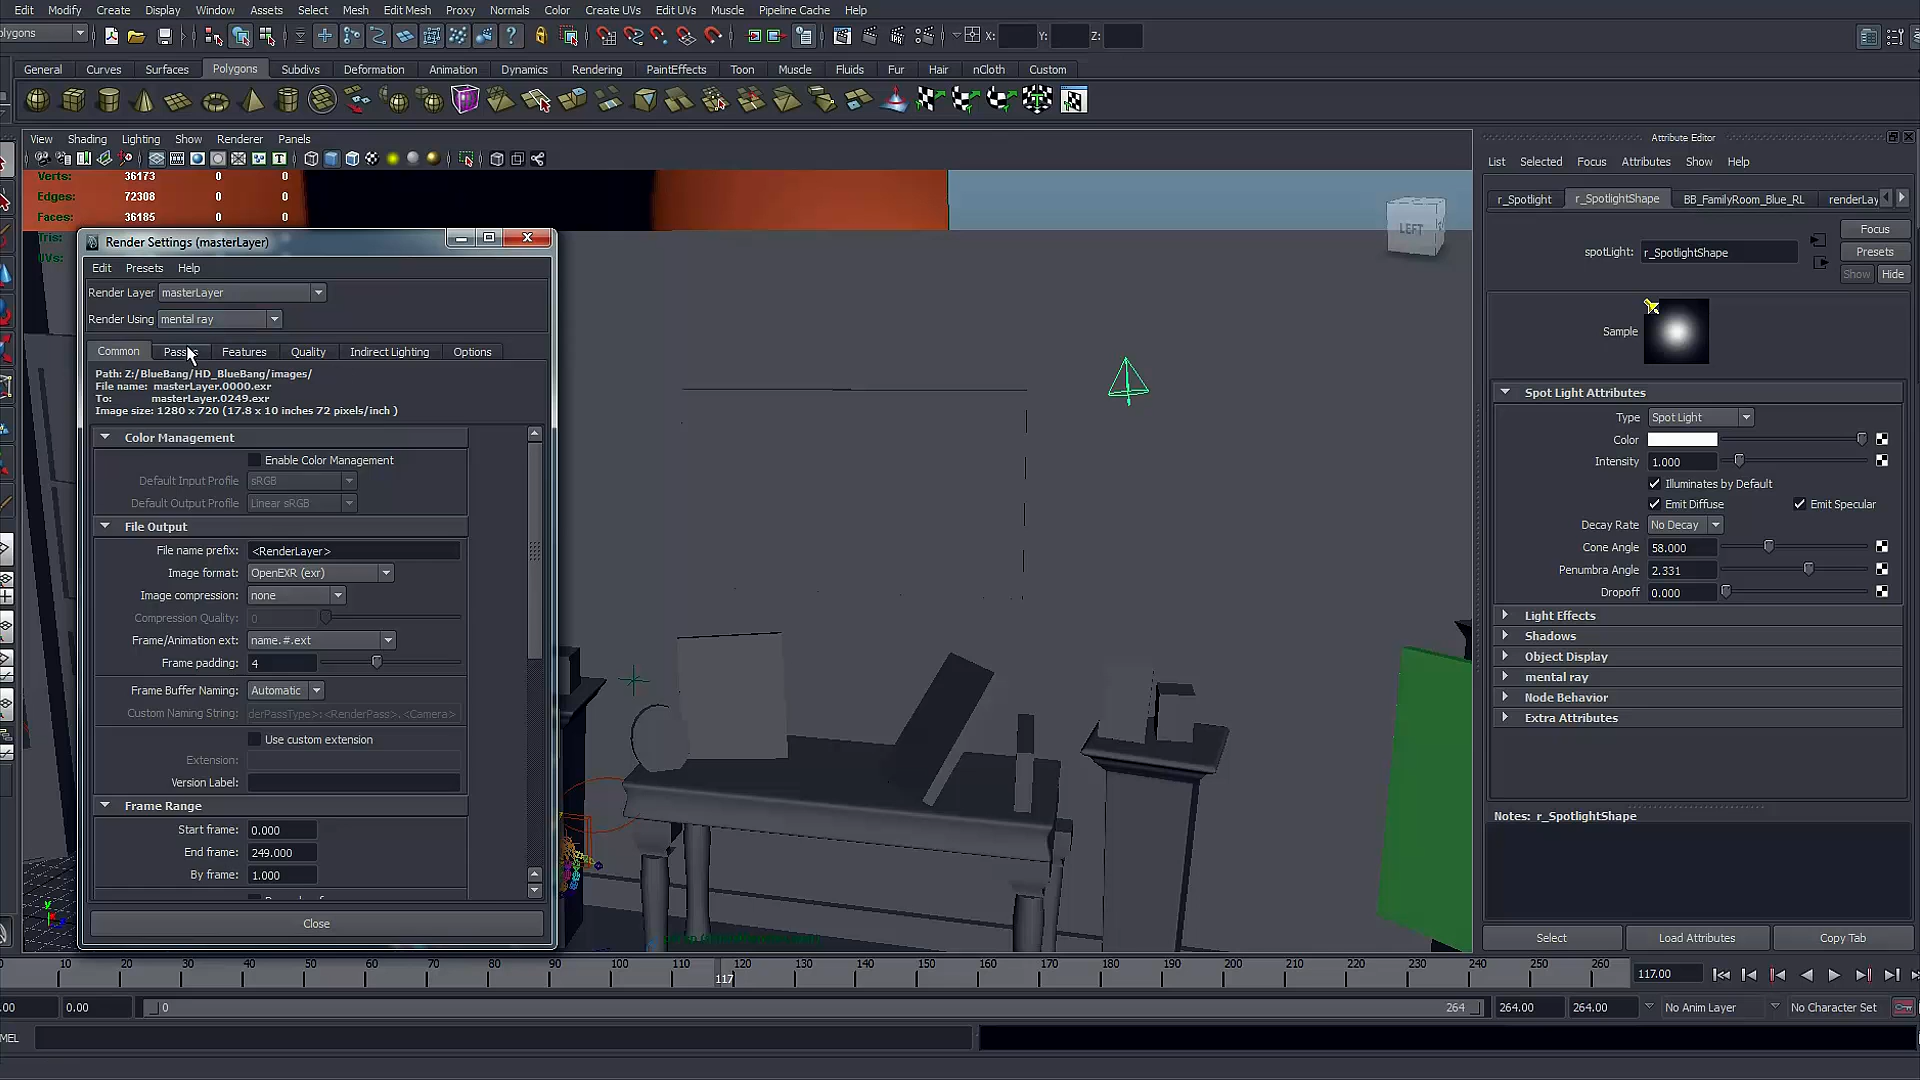 Edit Modify Create Display Window Assets Select Mesh Edit Mesh Proxy Normals Color Create UVs Edit UVs Muscle Pipeline Cache Help
olygons X: Y: Z:
General Curves Surfaces Polygons Subdivs Deformation Animation Dynamics Rendering PaintEffects Toon Muscle Fluids Fur Hair nCloth Custom
View Shading Lighting Show Renderer Panels
Verts: 36173 0 0
Edges: 72308 0 0
Faces: 36185 0 0
Tris:
UVs:
LEFT
Render Settings (masterLayer)
Edit Presets Help
Render Layer masterLayer
Render Using mental ray
Common Passes Features Quality Indirect Lighting Options
Path: Z:/BlueBang/HD_BlueBang/images/
File name: masterLayer.0000.exr
To: masterLayer.0249.exr
Image size: 1280 x 720 (17.8 x 10 inches 72 pixels/inch )
Color Management
Enable Color Management
Default Input Profile sRGB
Default Output Profile Linear sRGB
File Output
File name prefix: <RenderLayer>
Image format: OpenEXR (exr)
Image compression: none
Compression Quality: 0
Frame/Animation ext: name.#.ext
Frame padding: 4
Frame Buffer Naming: Automatic
Custom Naming String: derPassType>:<RenderPass>.<Camera>
Use custom extension
Extension:
Version Label:
Frame Range
Start frame: 0.000
End frame: 249.000
By frame: 1.000
Close
Attribute Editor
List Selected Focus Attributes Show Help
r_Spotlight r_SpotlightShape BB_FamilyRoom_Blue_RL renderLay
Focus
spotLight: r_SpotlightShape Presets
Show Hide
Sample
Spot Light Attributes
Type Spot Light
Color
Intensity 1.000
Illuminates by Default
Emit Diffuse Emit Specular
Decay Rate No Decay
Cone Angle 58.000
Penumbra Angle 2.331
Dropoff 0.000
Light Effects
Shadows
Object Display
mental ray
Node Behavior
Extra Attributes
Notes: r_SpotlightShape
Select Load Attributes Copy Tab
10 20 30 40 50 60 70 80 90 100 110 120 130 140 150 160 170 180 190 200 210 220 230 240 250 260
117 117.00
.00 0.00 0 264 264.00 264.00 No Anim Layer No Character Set
MEL